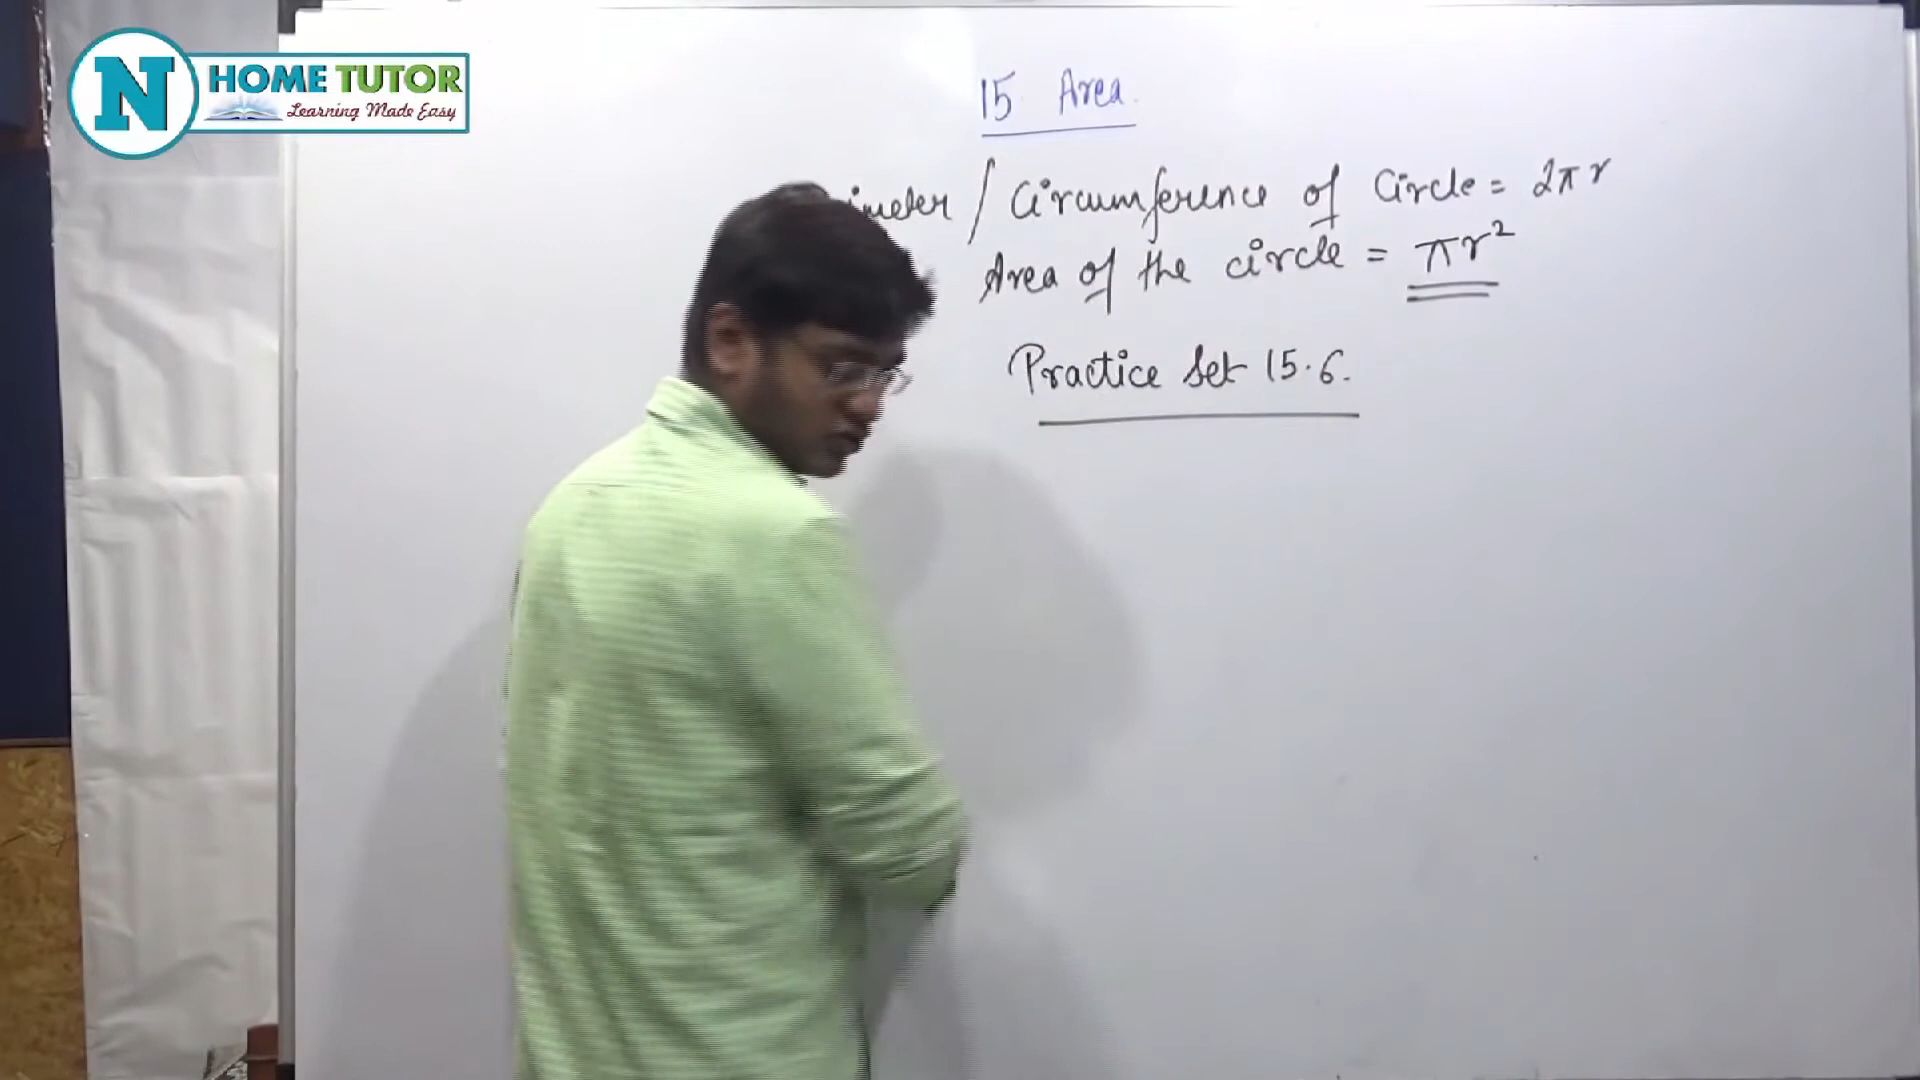 N HOME TUTOR
Learning Made Easy
15 Area.
/ Circumference of Circle = 2πr
Area of the circle = πr²
Practice Set 15.6.